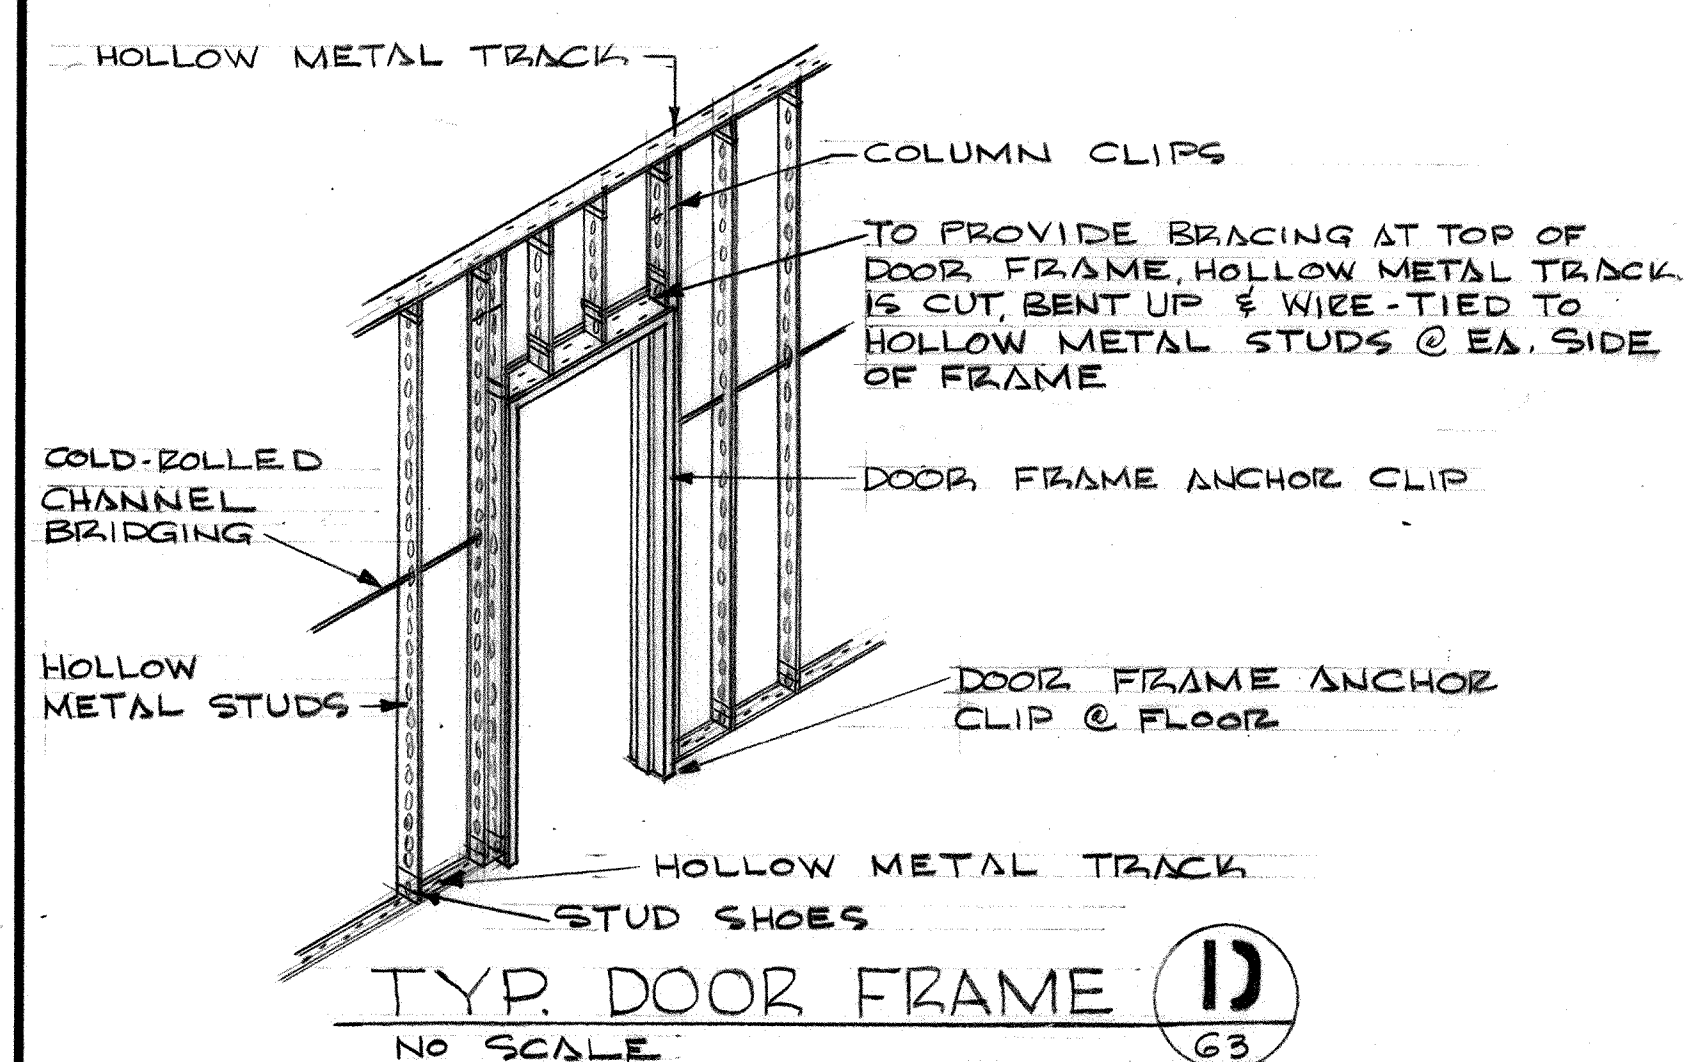 HOLLOW METAL TRACK
COLUMN CLIPS
TO PROVIDE BRACING AT TOP OF
DOOR FRAME, HOLLOW METAL TRACK
IS CUT, BENT UP & WIRE-TIED TO
HOLLOW METAL STUDS @ EA. SIDE
OF FRAME
COLD-ROLLED
CHANNEL
BRIDGING
DOOR FRAME ANCHOR CLIP
HOLLOW
METAL STUDS
DOOR FRAME ANCHOR
CLIP @ FLOOR
HOLLOW METAL TRACK
STUD SHOES
TYP. DOOR FRAME
D
63
NO SCALE